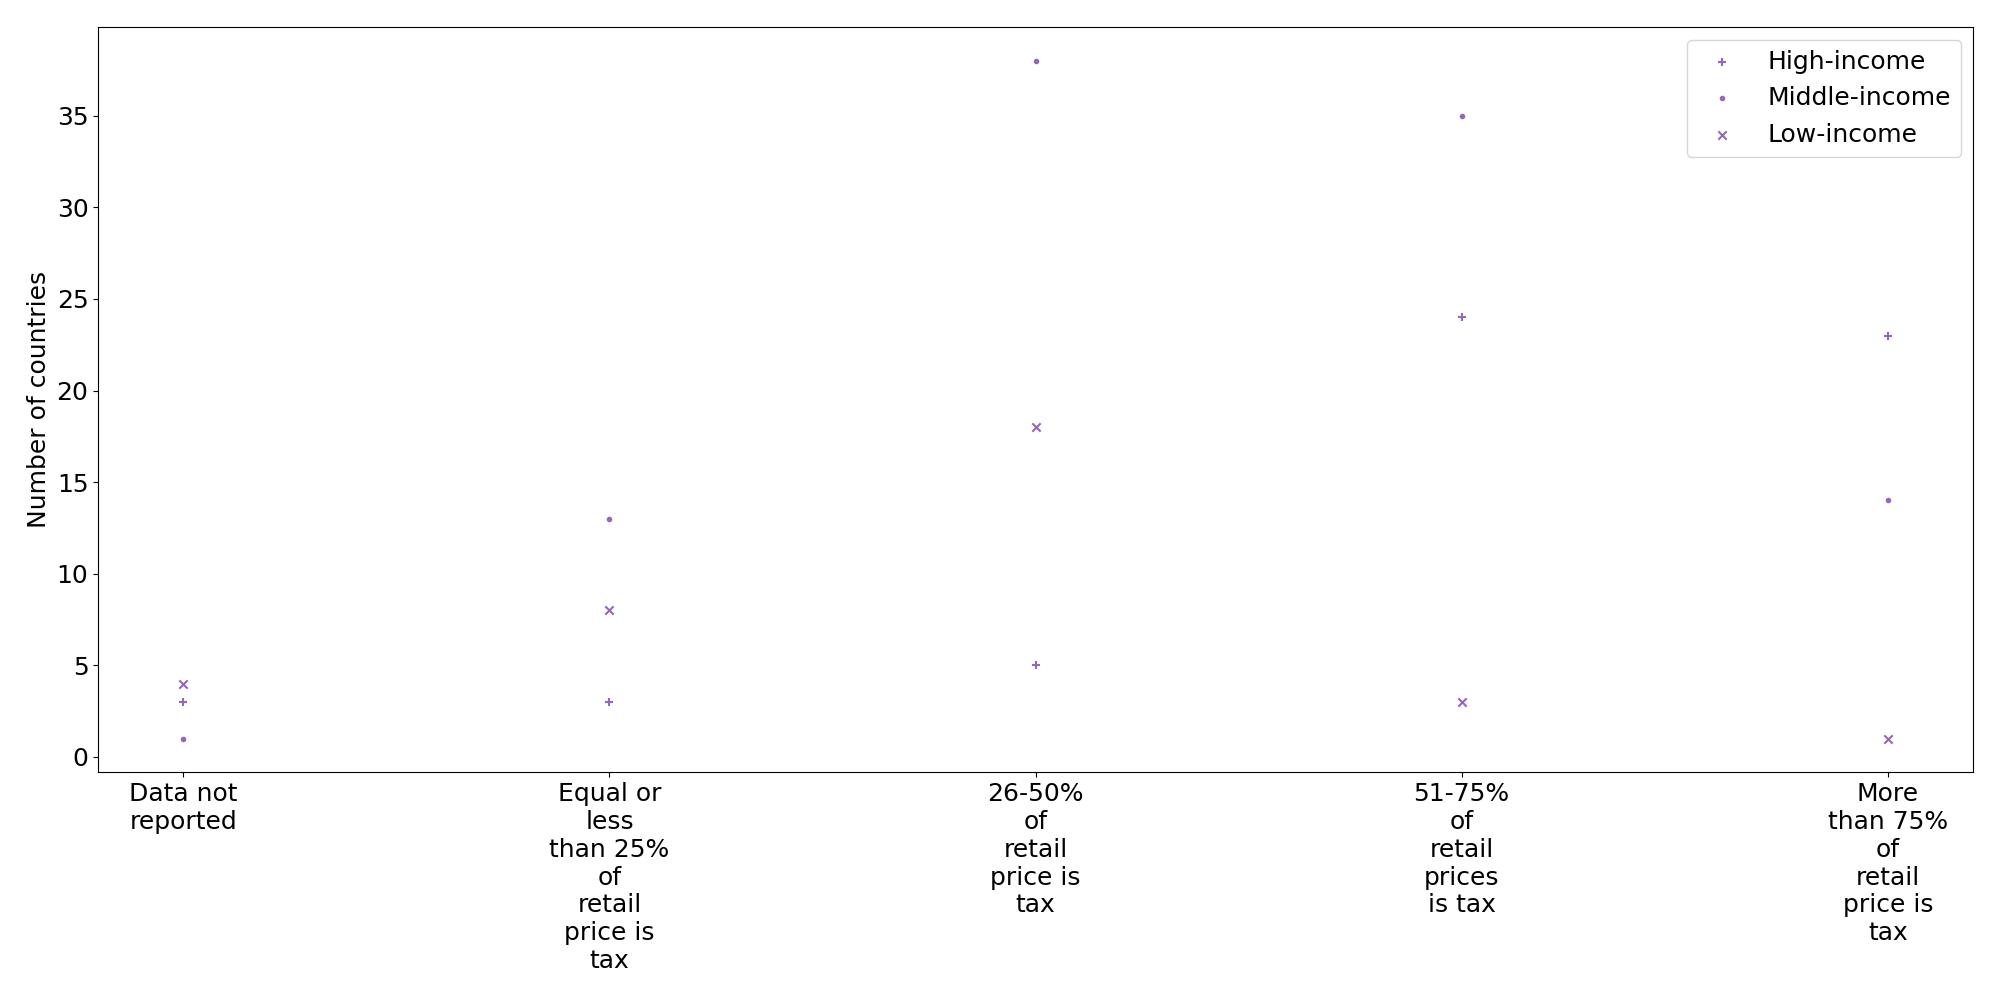 High-income
Middle-income
Low-income
Number of countries
35
30
25
20
15
10
5
0
Data not
reported
Equal or
less
than 25%
of
retail
price is
tax
26-50%
of
retail
price is
tax
51-75%
of
retail
prices
is tax
More
than 75%
of
retail
price is
tax